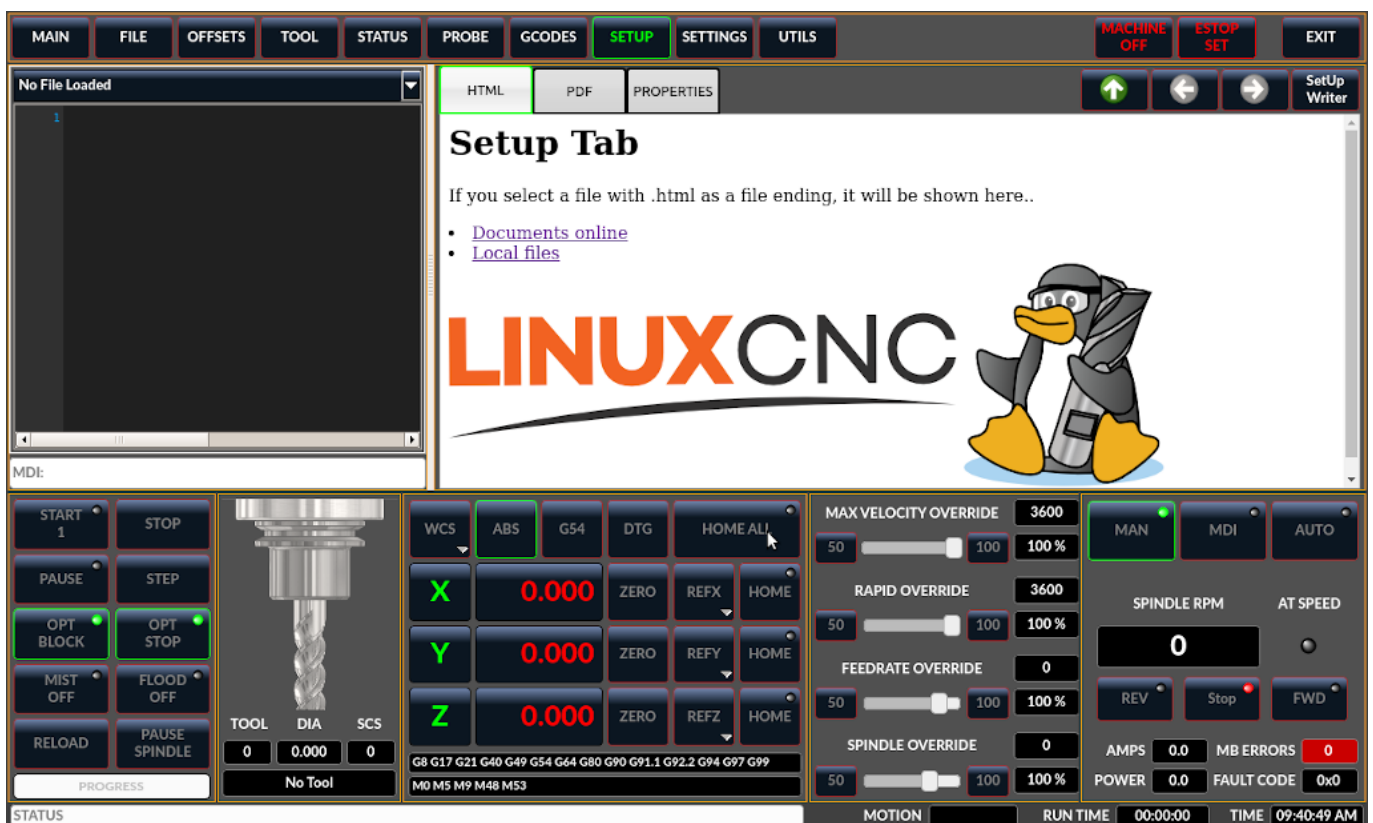 MAIN FILE OFFSETS TOOL STATUS PROBE GCODES SETUP SETTINGS UTILS MACHINE OFF ESTOP SET EXIT
No File Loaded
1
MDI:
HTML PDF PROPERTIES SetUp Writer
Setup Tab
If you select a file with .html as a file ending, it will be shown here..
• Documents online
• Local files
LINUXCNC
START 1 STOP
PAUSE STEP
OPT BLOCK OPT STOP
MIST OFF FLOOD OFF
RELOAD PAUSE SPINDLE
PROGRESS
TOOL DIA SCS
0 0.000 0
No Tool
WCS ABS G54 DTG HOME ALL
X 0.000 ZERO REFX HOME
Y 0.000 ZERO REFY HOME
Z 0.000 ZERO REFZ HOME
G8 G17 G21 G40 G49 G54 G64 G80 G90 G91.1 G92.2 G94 G97 G99
M0 M5 M9 M48 M53
MAX VELOCITY OVERRIDE 3600
50 100 100 %
RAPID OVERRIDE 3600
50 100 100 %
FEEDRATE OVERRIDE 0
50 100 100 %
SPINDLE OVERRIDE 0
50 100 100 %
MAN MDI AUTO
SPINDLE RPM AT SPEED
0
REV Stop FWD
AMPS 0.0 MB ERRORS 0
POWER 0.0 FAULT CODE 0x0
STATUS MOTION RUN TIME 00:00:00 TIME 09:40:49 AM